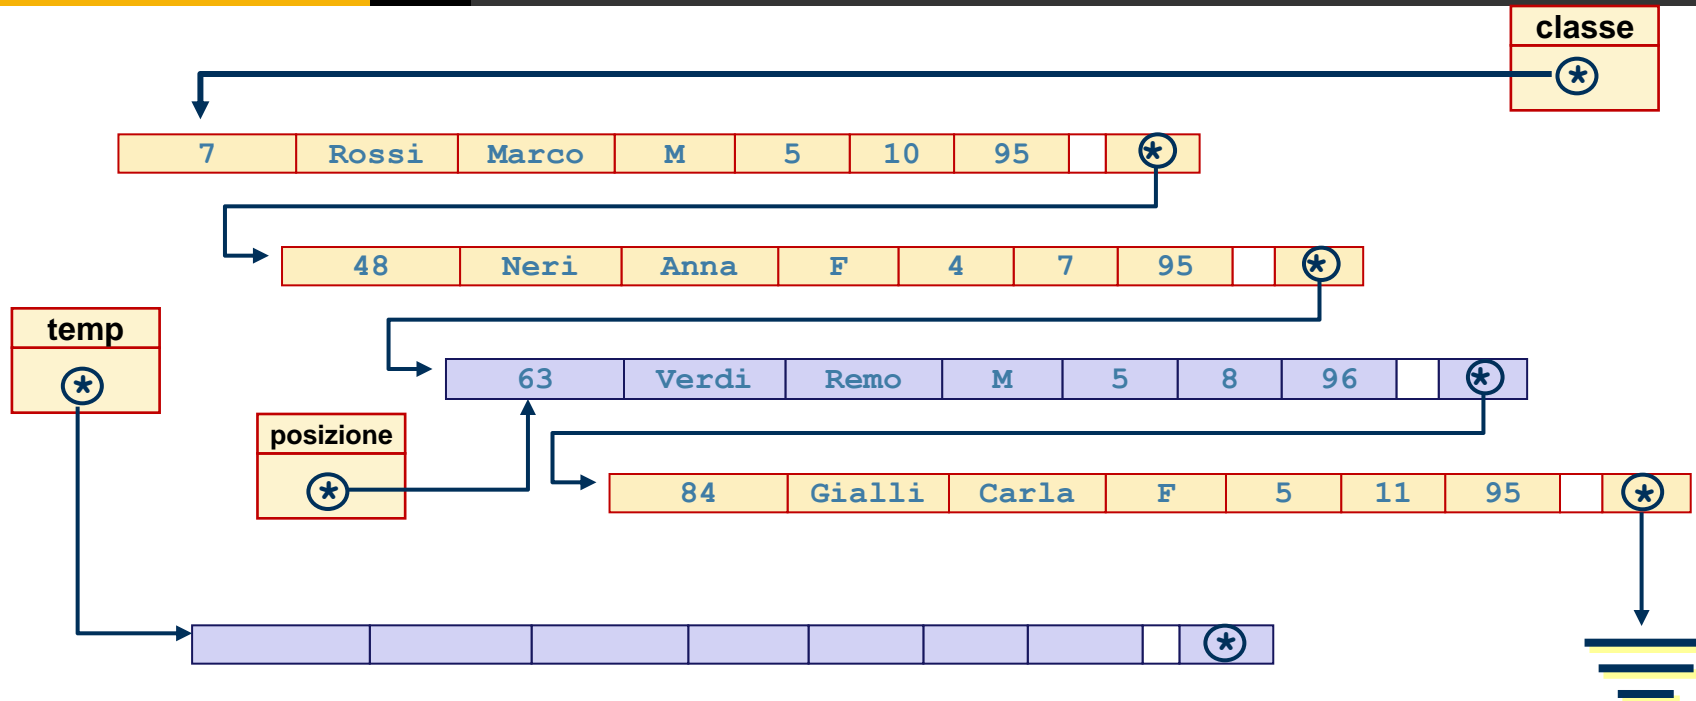 classe
*
7 Rossi Marco M 5 10 95 *
48 Neri Anna F 4 7 95 *
temp
*
63 Verdi Remo M 5 8 96 *
posizione
*
84 Gialli Carla F 5 11 95 *
*